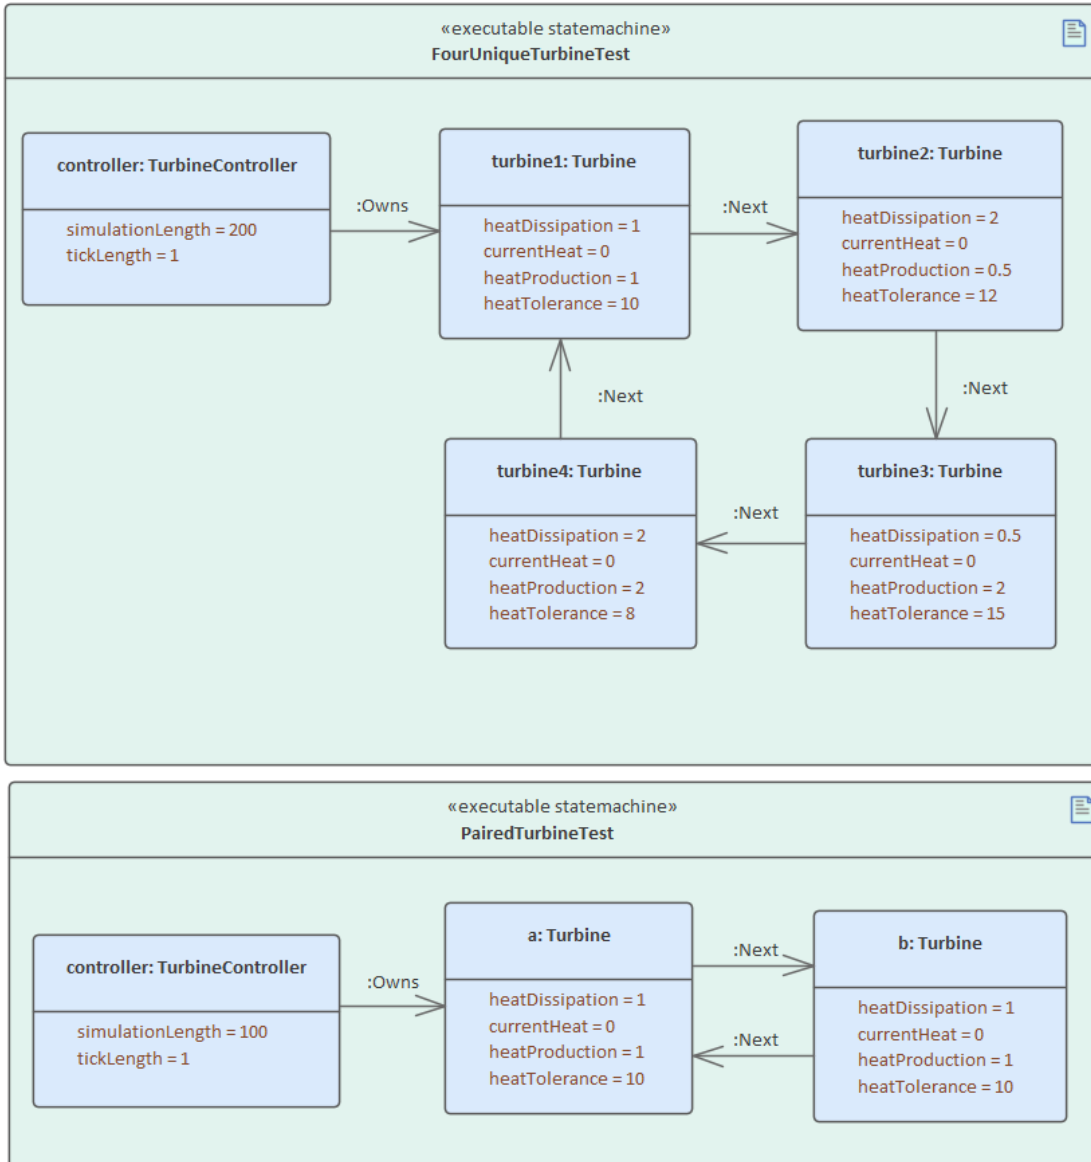 «executable statemachine»
FourUniqueTurbineTest
controller: TurbineController
simulationLength = 200
tickLength = 1
:Owns
turbine1: Turbine
heatDissipation = 1
currentHeat = 0
heatProduction = 1
heatTolerance = 10
:Next
turbine2: Turbine
heatDissipation = 2
currentHeat = 0
heatProduction = 0.5
heatTolerance = 12
:Next
:Next
turbine4: Turbine
heatDissipation = 2
currentHeat = 0
heatProduction = 2
heatTolerance = 8
:Next
turbine3: Turbine
heatDissipation = 0.5
currentHeat = 0
heatProduction = 2
heatTolerance = 15
«executable statemachine»
PairedTurbineTest
controller: TurbineController
simulationLength = 100
tickLength = 1
:Owns
a: Turbine
heatDissipation = 1
currentHeat = 0
heatProduction = 1
heatTolerance = 10
:Next
:Next
b: Turbine
heatDissipation = 1
currentHeat = 0
heatProduction = 1
heatTolerance = 10